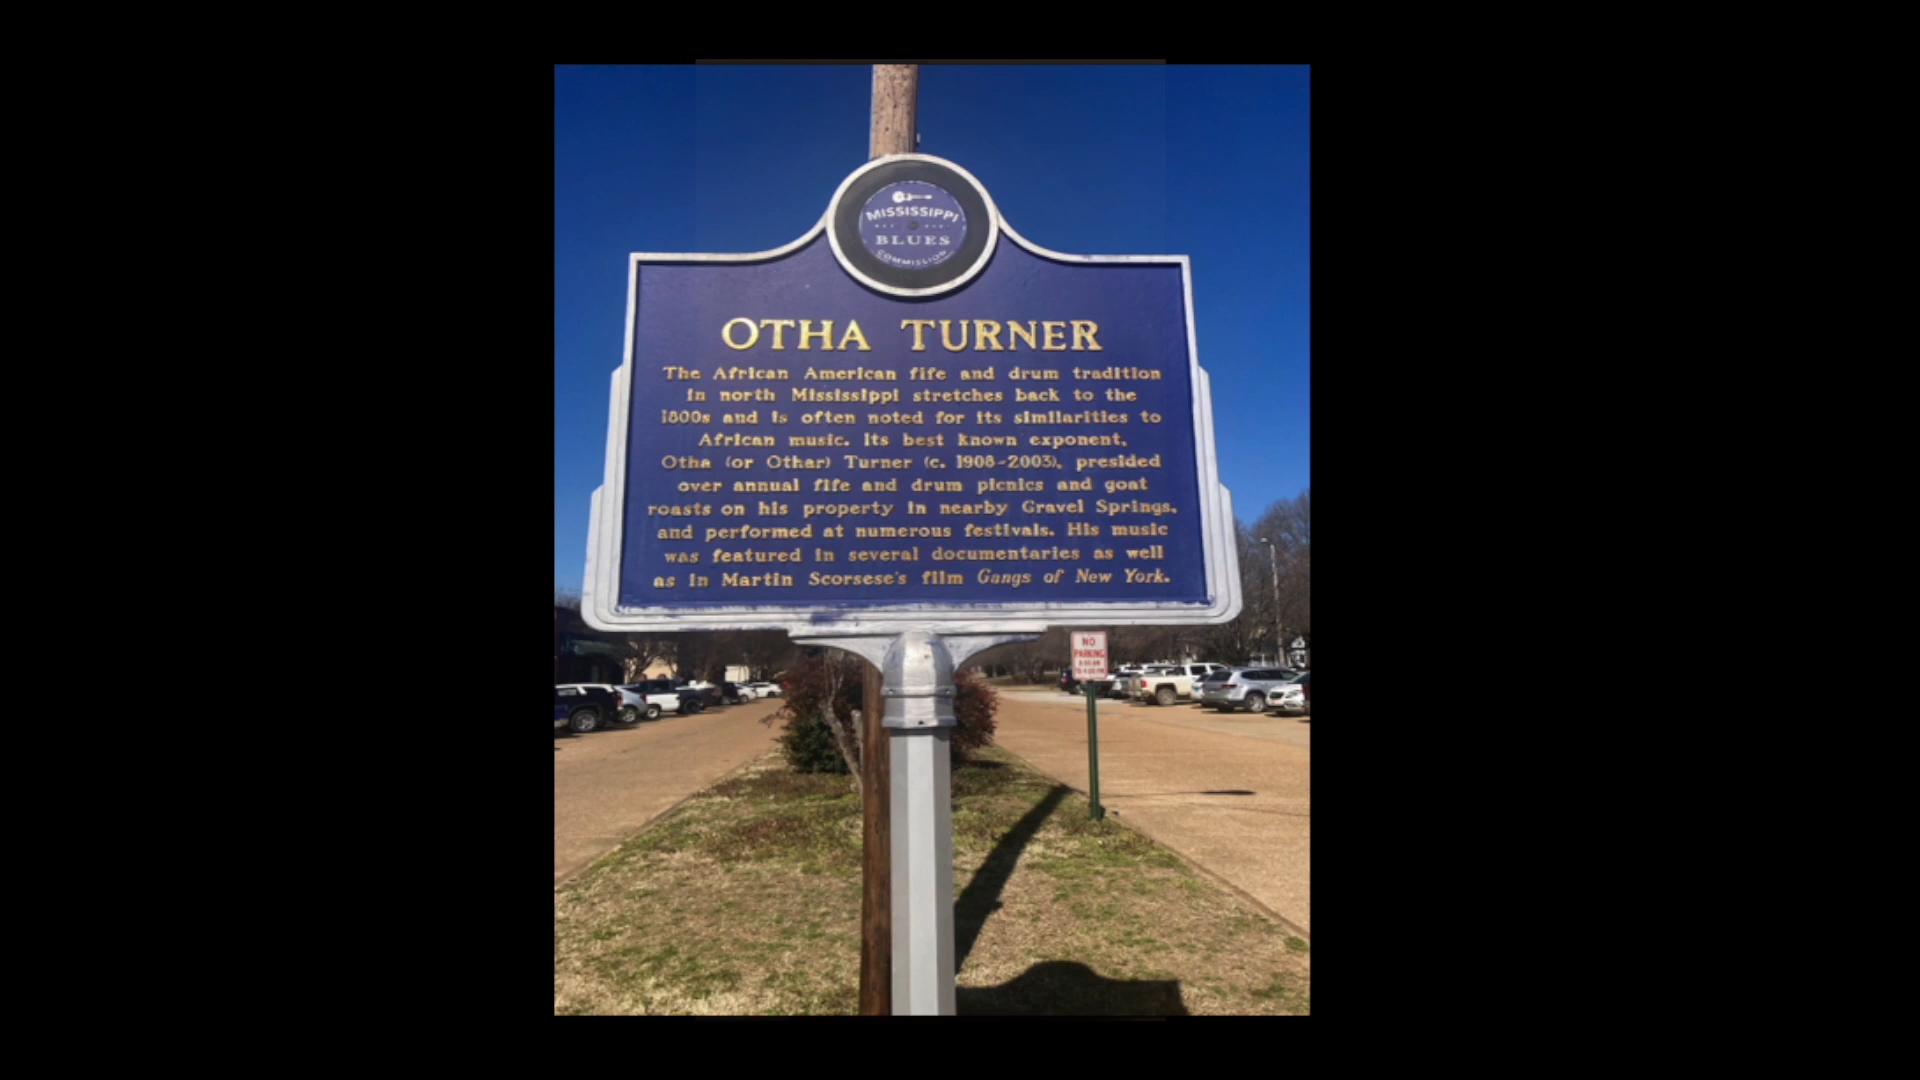 MISSISSIPPI
BLUES
COMMISSION
OTHA TURNER
The African American fife and drum tradition
in north Mississippi stretches back to the
1800s and is often noted for its similarities to
African music. Its best known exponent,
Otha (or Othar) Turner (c. 1908-2003), presided
over annual fife and drum picnics and goat
roasts on his property in nearby Gravel Springs,
and performed at numerous festivals. His music
was featured in several documentaries as well
as in Martin Scorsese's film Gangs of New York.
NO
PARKING